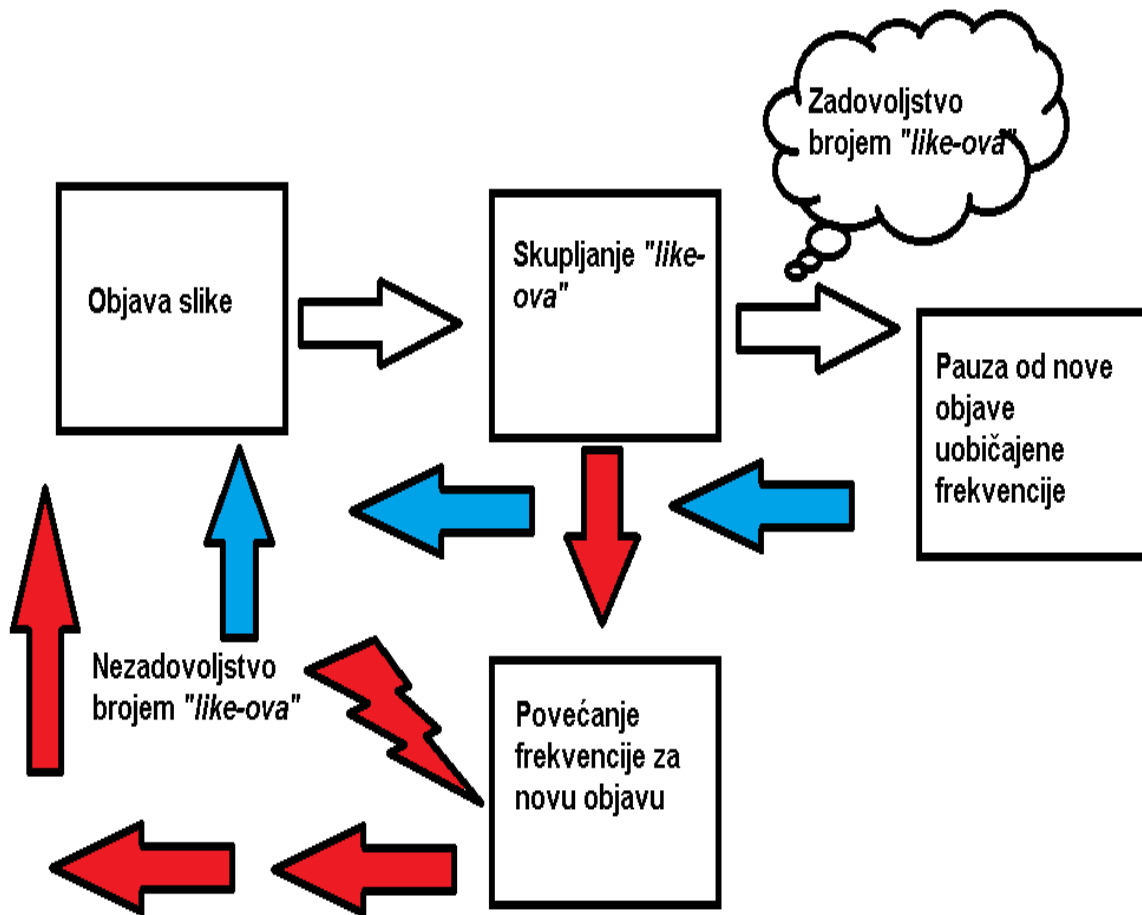 Zadovoljstvo
brojem "like-ova"
Objava slike
Skupljanje "like-
ova"
Pauza od nove
objave
uobičajene
frekvencije
Nezadovoljstvo
brojem "like-ova"
Povećanje
frekvencije za
novu objavu